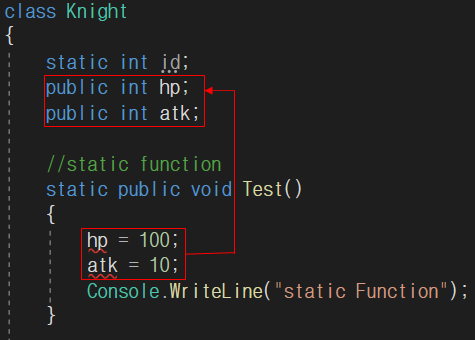 class Knight
{
static int id;
public int hp;
public int atk;
//static function
static public void Test()
{
hp = 100;
atk = 10;
Console.WriteLine("static Function");
}